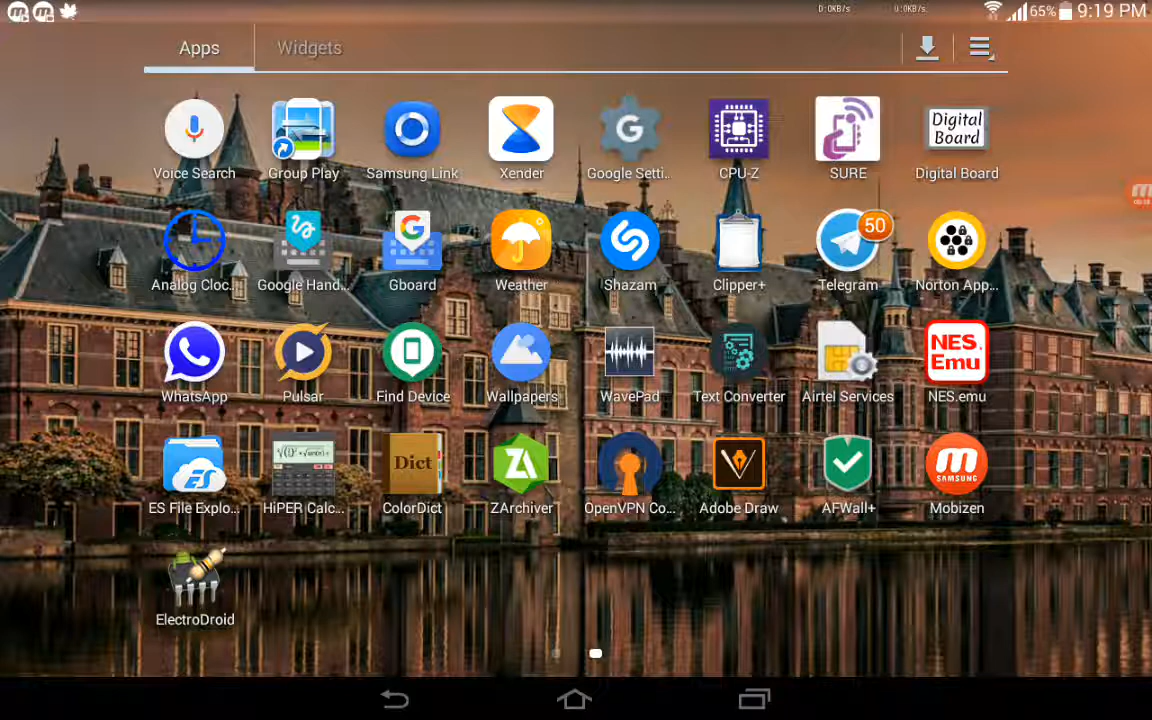 D:0KB/s U:0KB/s 65% 9:19 PM
Apps Widgets
Digital
Board
Voice Search Group Play Samsung Link Xender Google Setti.. CPU-Z SURE Digital Board
50
Analog Cloc.. Google Hand.. Gboard Weather Shazam Clipper+ Telegram Norton App...
NES.
Emu
WhatsApp Pulsar Find Device Wallpapers WavePad Text Converter Airtel Services NES.emu
ES
Dict
ZA
SAMSUNG
ES File Explo.. HiPER Calc... ColorDict ZArchiver OpenVPN Co... Adobe Draw AFWall+ Mobizen
ElectroDroid